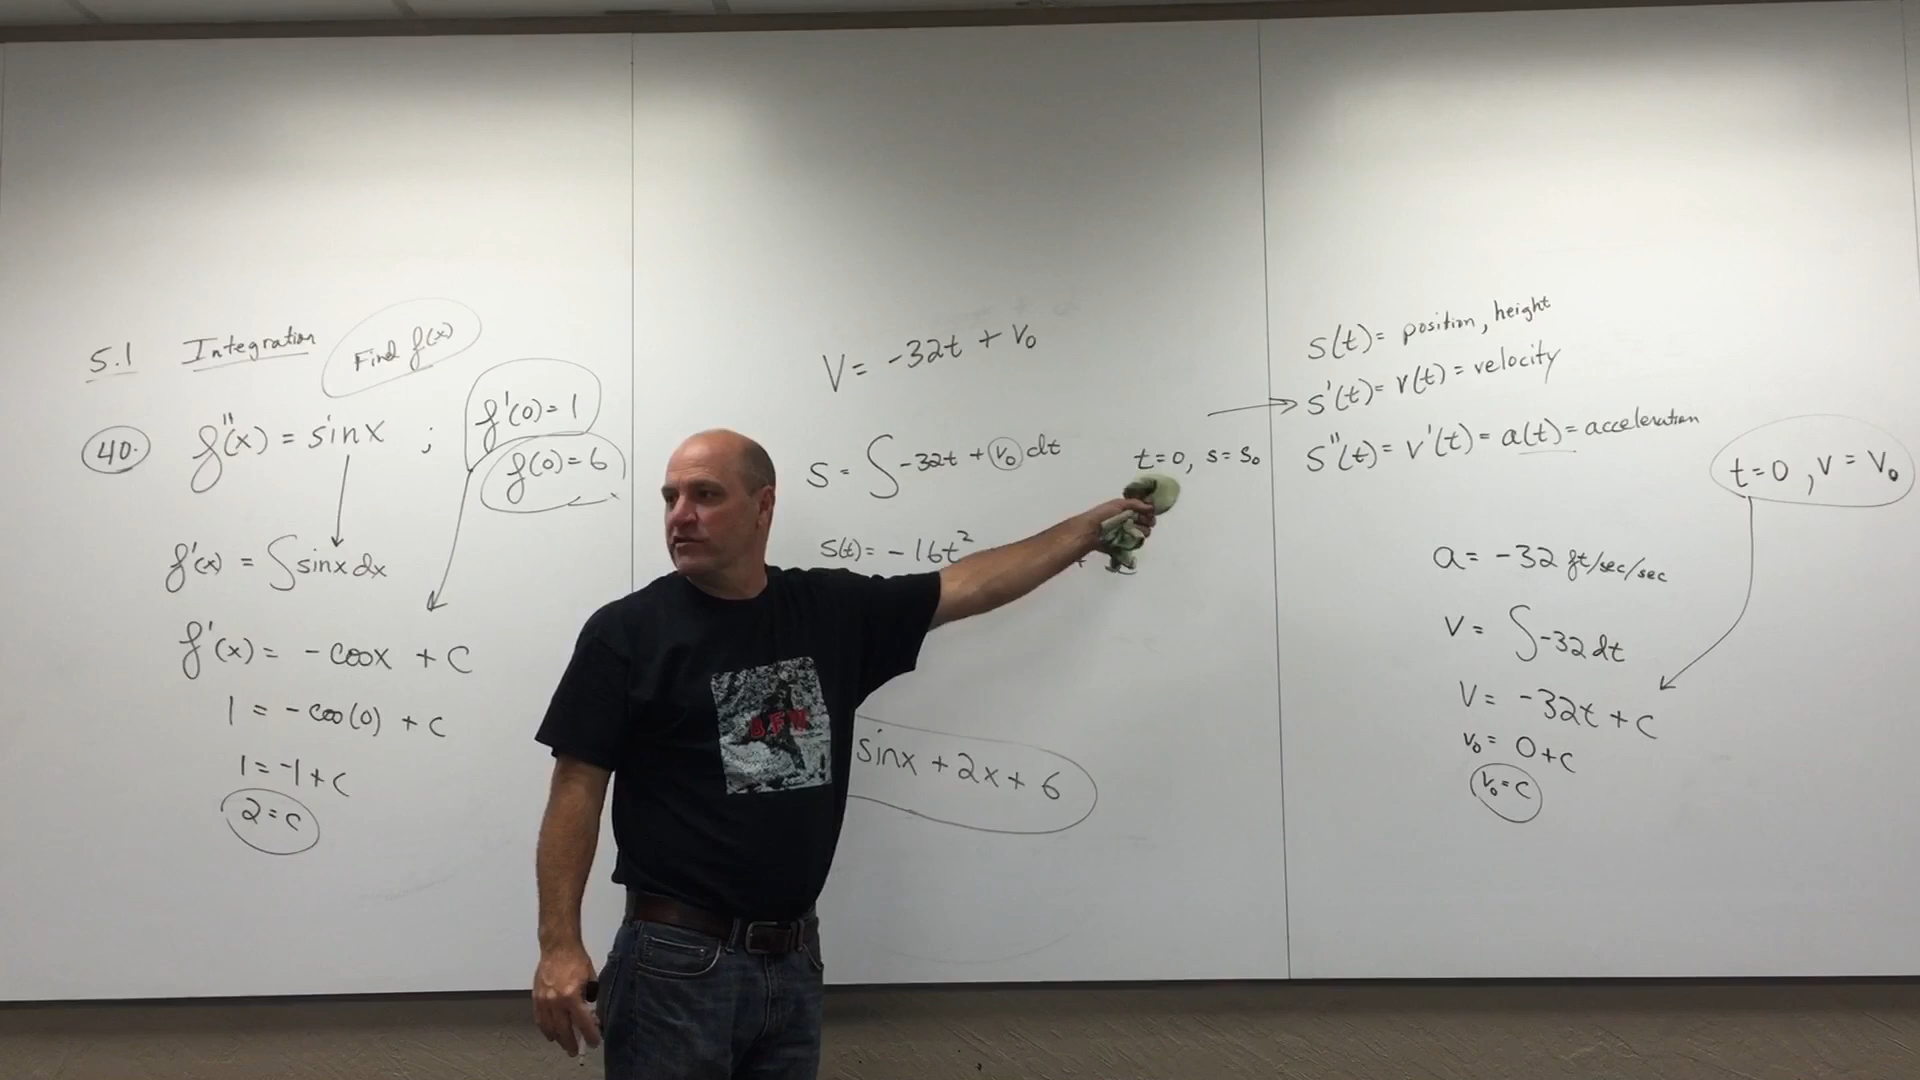 5.1 Integration Find f(x)
40. f''(x) = sinx ; f'(0) = 1
f(0) = 6
f'(x) = ∫sinx dx
f'(x) = -cosx + C
1 = -cos(0) + C
1 = -1 + C
2 = C
V = -32t + V₀
S = ∫-32t + V₀ dt
t=0, s=s₀
s(t) = -16t²
+
sinx + 2x + 6
BFW
s(t) = position, height
s'(t) = v(t) = velocity
s''(t) = v'(t) = a(t) = acceleration
t=0, V=V₀
a = -32 ft/sec/sec
V = ∫-32 dt
V = -32t + C
V₀ = 0 + C
V₀ = C